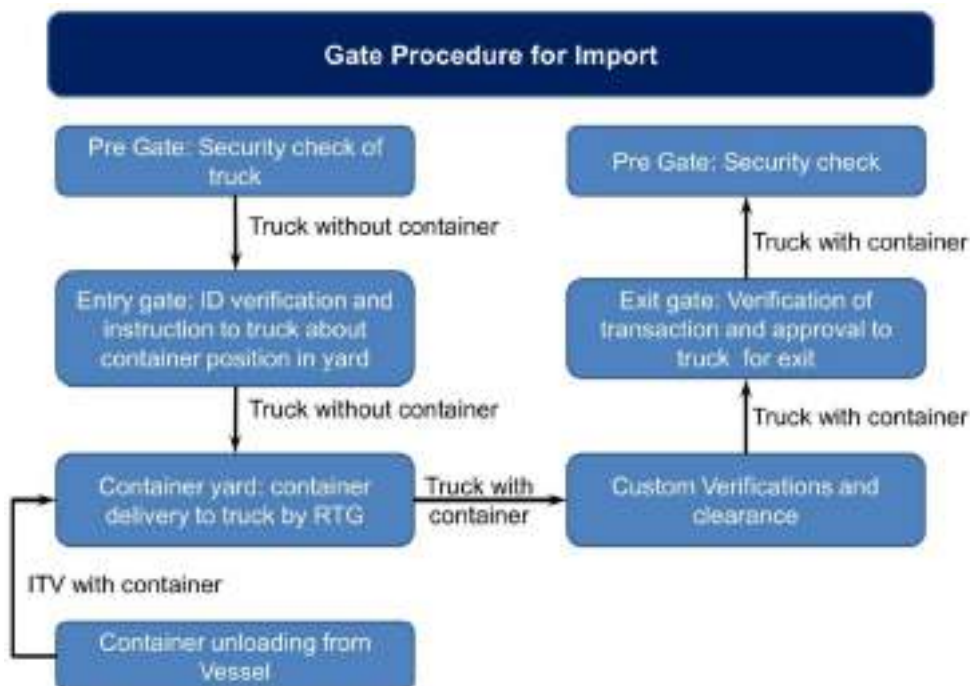 Gate Procedure for Import
Pre Gate: Security check of
truck
Truck without container
Entry gate: ID verification and
instruction to truck about
container position in yard
Truck without container
Container yard: container
delivery to truck by RTG
ITV with container
Container unloading from
Vessel
Truck with
container
Custom Verifications and
clearance
Truck with container
Exit gate: Verification of
transaction and approval to
truck for exit
Truck with container
Pre Gate: Security check